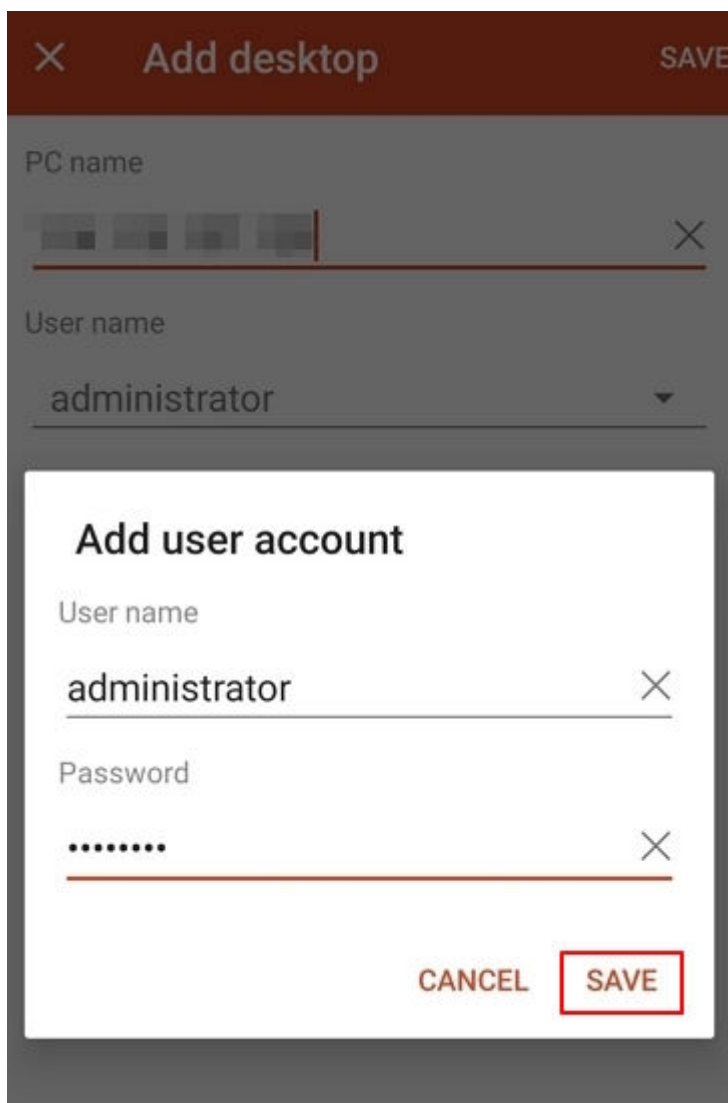 Add desktop SAVE
PC name
User name
administrator
Add user account
User name
administrator
Password
••••••••
CANCEL SAVE